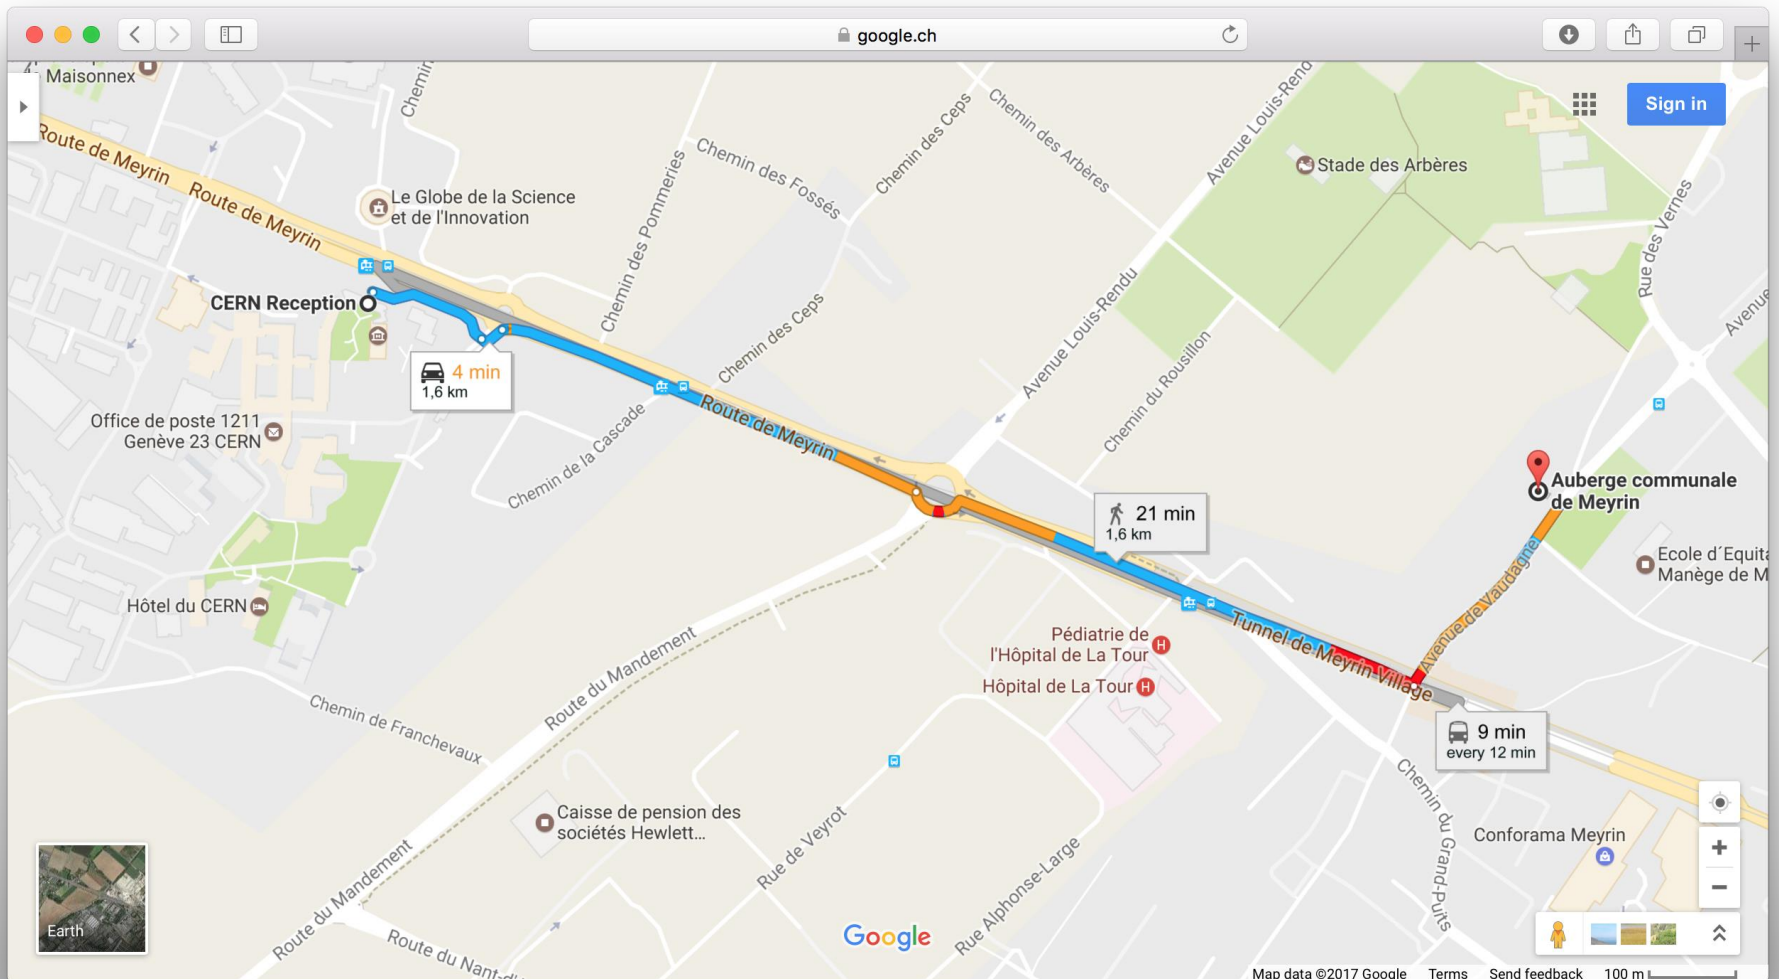 google.ch
Maisonnex
Sign in
Chemin
Route de Meyrin
Route de Meyrin
Le Globe de la Science
et de l'Innovation
Chemin des Pommeries
Chemin des Fossés
Chemin des Ceps
Chemin des Arbères
Avenue Louis-Rend
Stade des Arbères
Rue des Vernes
Avenue
CERN Reception
4 min
1,6 km
Chemin des Ceps
Avenue Louis-Rendu
Chemin du Rousillon
Office de poste 1211
Genève 23 CERN
Chemin de la Cascade
Route de Meyrin
21 min
1,6 km
Auberge communale
de Meyrin
Ecole d´Equita
Manège de M
Hôtel du CERN
Pédiatrie de
l'Hôpital de La Tour
H
Hôpital de La Tour
H
Tunnel de Meyrin Village
Avenue de Vaudagne
Route du Mandement
Chemin de Franchevaux
9 min
every 12 min
Chemin du Grand-Puits
Caisse de pension des
sociétés Hewlett...
Rue de Veyrot
Rue Alphonse-Large
Conforama Meyrin
Route du Mandement
Route du Nant-d'
Earth
Google
Map data ©2017 Google Terms Send feedback 100 m